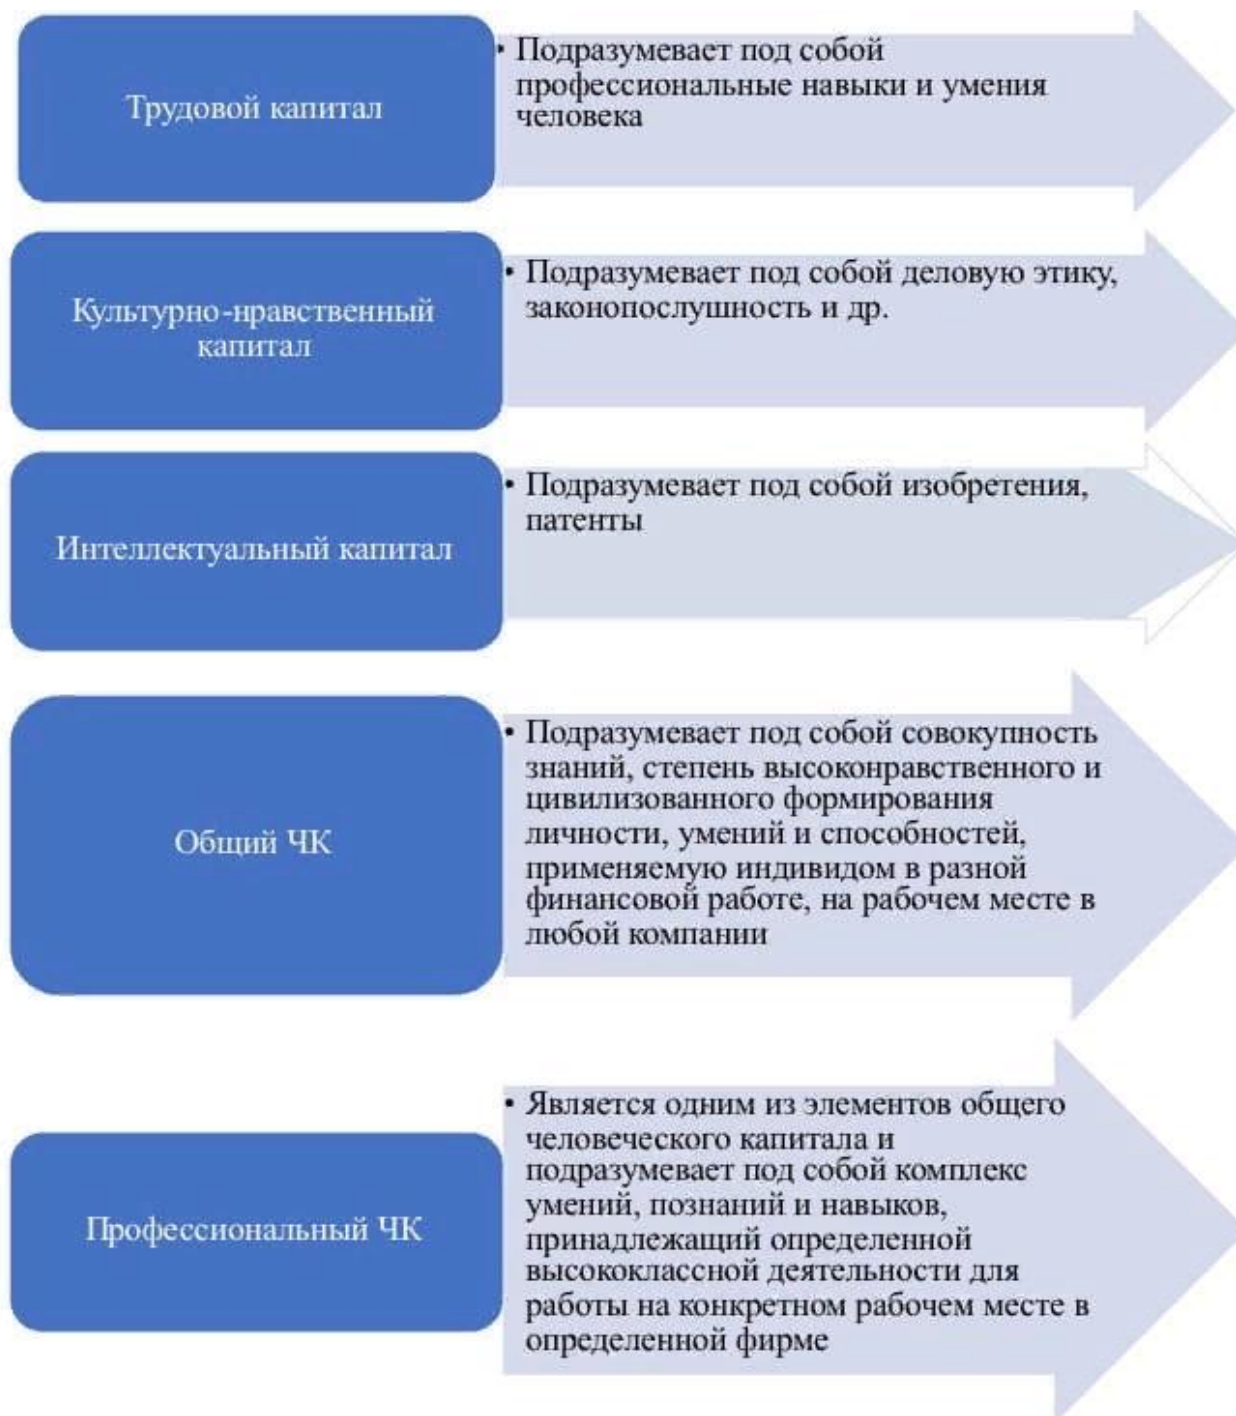 Трудовой капитал
• Подразумевает под собой
профессиональные навыки и умения
человека
Культурно-нравственный
капитал
• Подразумевает под собой деловую этику,
законопослушность и др.
Интеллектуальный капитал
• Подразумевает под собой изобретения,
патенты
Общий ЧК
• Подразумевает под собой совокупность
знаний, степень высоконравственного и
цивилизованного формирования
личности, умений и способностей,
применяемую индивидом в разной
финансовой работе, на рабочем месте в
любой компании
Профессиональный ЧК
• Является одним из элементов общего
человеческого капитала и
подразумевает под собой комплекс
умений, познаний и навыков,
принадлежащий определенной
высококлассной деятельности для
работы на конкретном рабочем месте в
определенной фирме